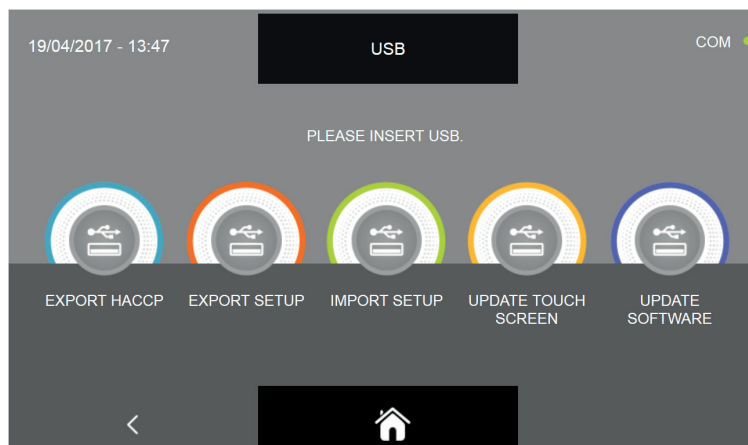 19/04/2017 - 13:47
USB
COM
PLEASE INSERT USB.
EXPORT HACCP
EXPORT SETUP
IMPORT SETUP
UPDATE TOUCH
SCREEN
UPDATE
SOFTWARE